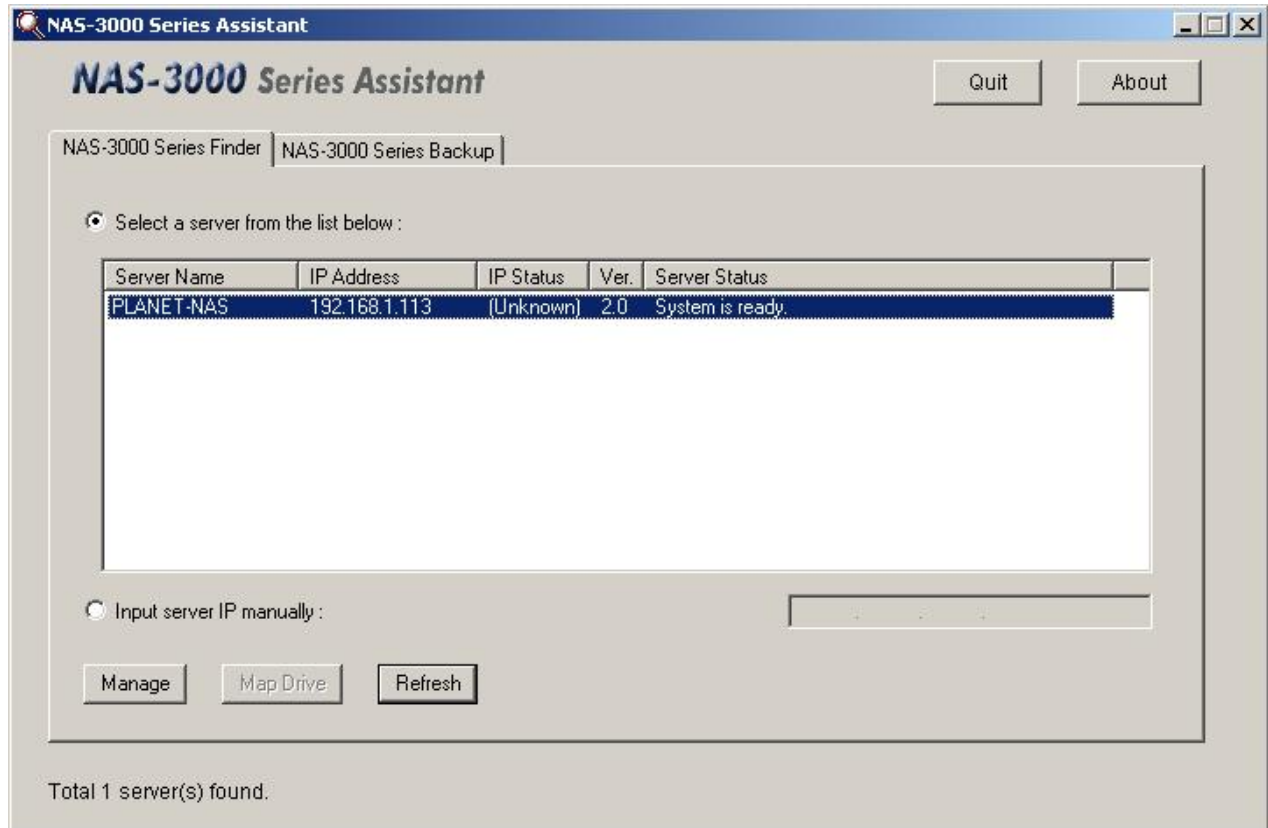 NAS-3000 Series Assistant
NAS-3000 Series Assistant Quit About
NAS-3000 Series Finder NAS-3000 Series Backup
Select a server from the list below :
Server Name IP Address IP Status Ver. Server Status
PLANET-NAS 192.168.1.113 (Unknown) 2.0 System is ready.
Input server IP manually : . . .
Manage Map Drive Refresh
Total 1 server(s) found.